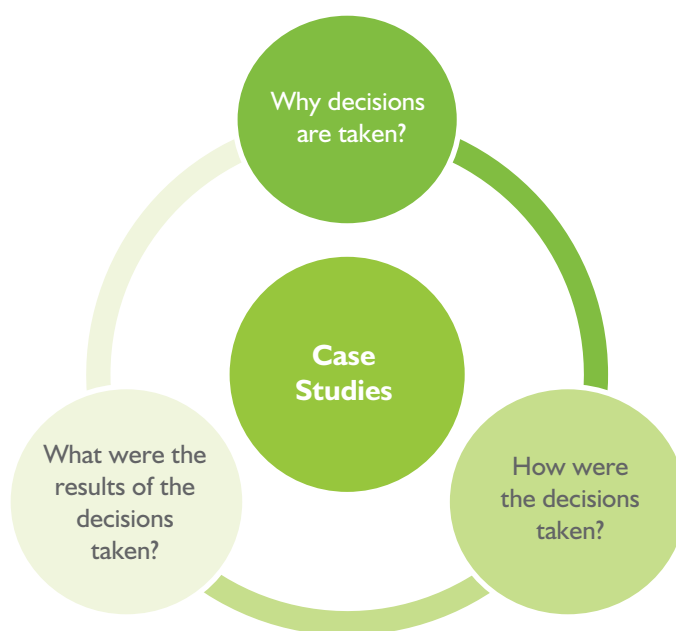 Why decisions
are taken?
Case
Studies
What were the
results of the
decisions
taken?
How were
the decisions
taken?